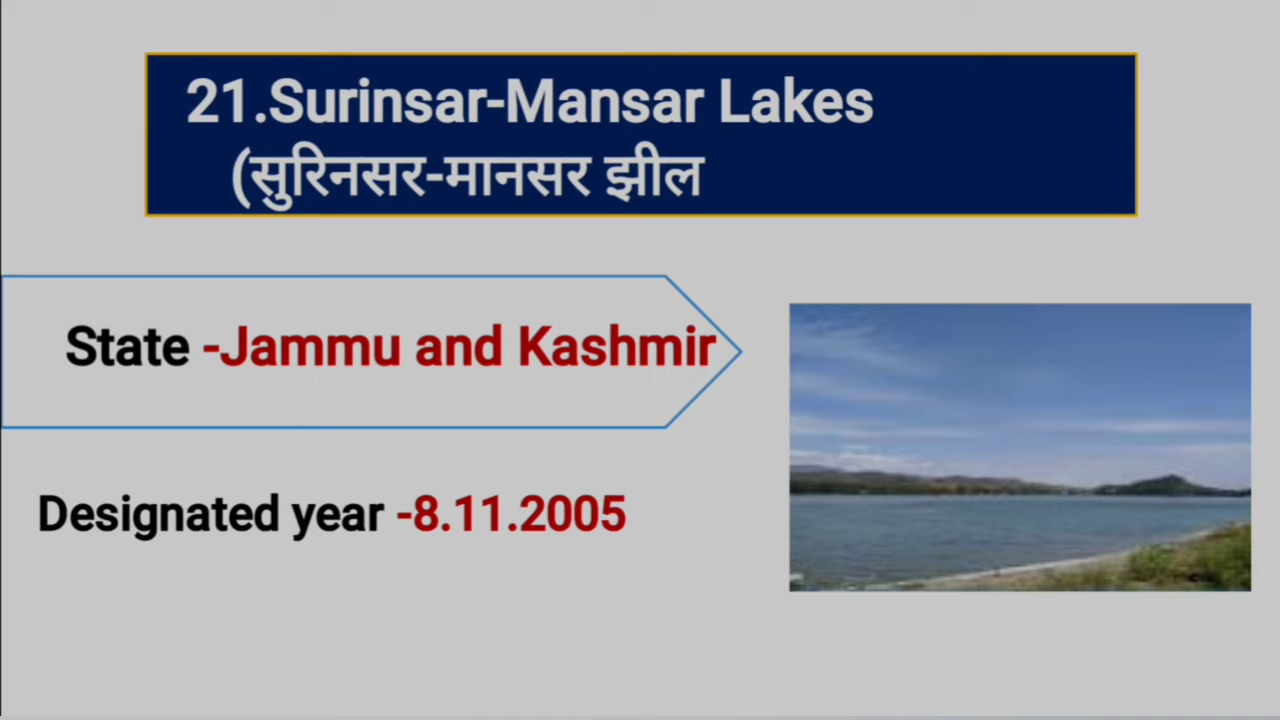 21.Surinsar-Mansar Lakes
(सुरिनसर-मानसर झील
State -Jammu and Kashmir
Designated year -8.11.2005